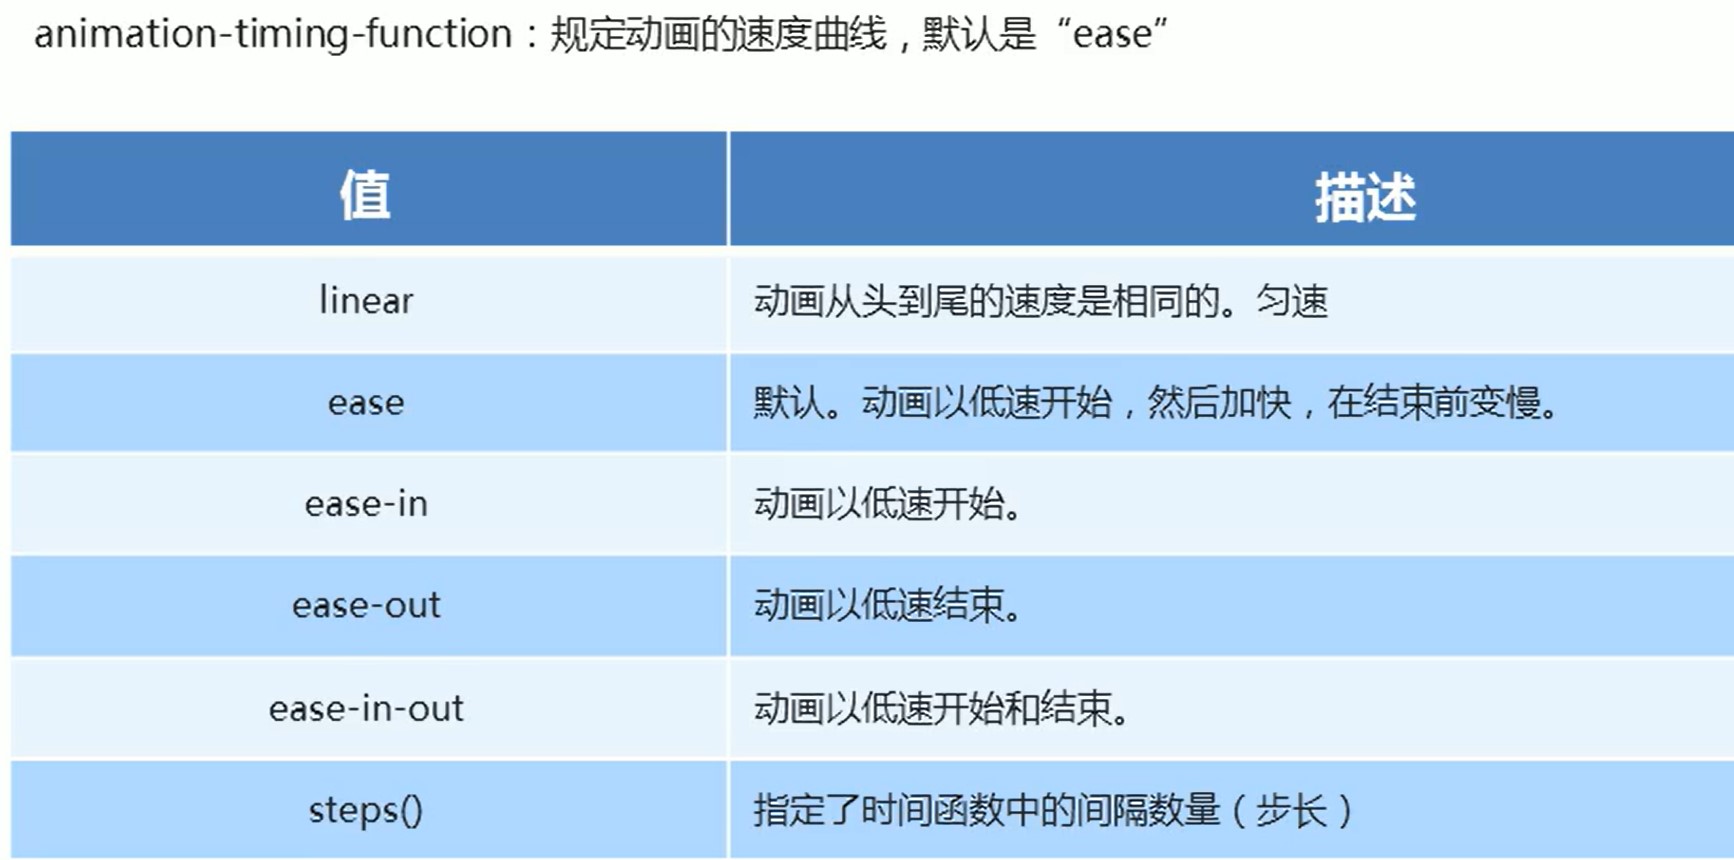 animation-timing-function：规定动画的速度曲线，默认是“ease”
值 描述
linear 动画从头到尾的速度是相同的。匀速
ease 默认。动画以低速开始，然后加快，在结束前变慢。
ease-in 动画以低速开始。
ease-out 动画以低速结束。
ease-in-out 动画以低速开始和结束。
steps() 指定了时间函数中的间隔数量（步长）